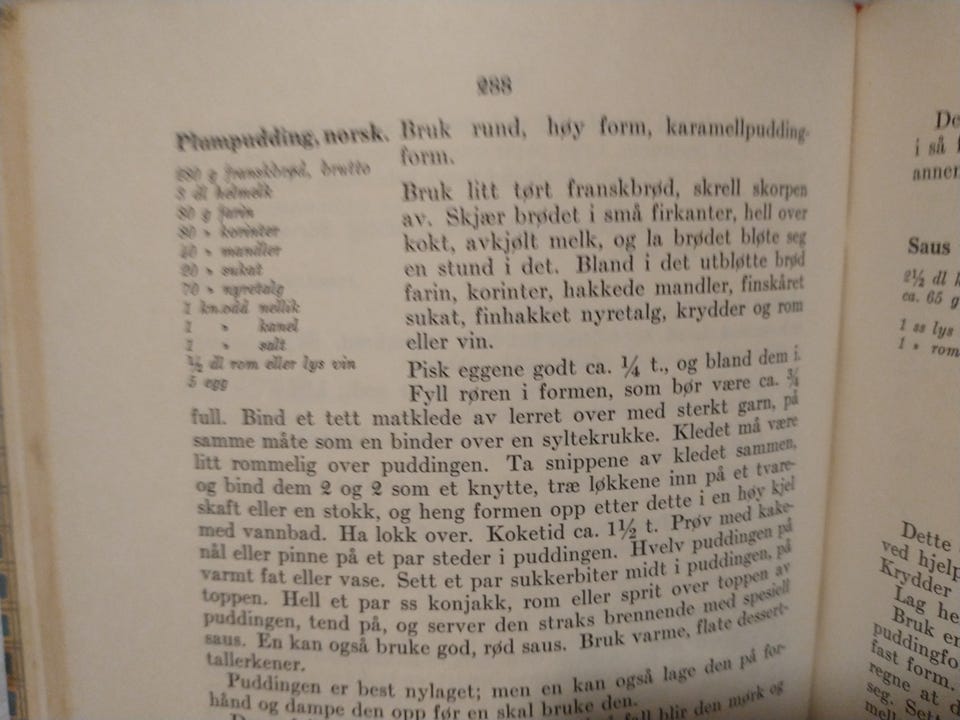 288
Plumpudding, norsk.
280 g franskbrød, brutto
3 dl helmelk
80 g farin
80 » korinter
40 » mandler
20 » sukat
70 » nyretalg
1 kn.odd nellik
1 » kanel
1 » salt
½ dl rom eller lys vin
5 egg
Bruk rund, høy form, karamellpudding-
form.
Bruk litt tørt franskbrød, skrell skorpen
av. Skjær brødet i små firkanter, hell over
kokt, avkjølt melk, og la brødet bløte seg
en stund i det. Bland i det utbløtte brød
farin, korinter, hakkede mandler, finskåret
sukat, finhakket nyretalg, krydder og rom
eller vin.
Pisk eggene godt ca. ¼ t., og bland dem i.
Fyll røren i formen, som bør være ca. ¾
full. Bind et tett matklede av lerret over med sterkt garn, på
samme måte som en binder over en syltekrukke. Kledet må være
litt rommelig over puddingen. Ta snippene av kledet sammen,
og bind dem 2 og 2 som et knytte, træ løkkene inn på et tvare-
skaft eller en stokk, og heng formen opp etter dette i en høy kjel
med vannbad. Ha lokk over. Koketid ca. 1½ t. Prøv med kake-
nål eller pinne på et par steder i puddingen. Hvelv puddingen på
varmt fat eller vase. Sett et par sukkerbiter midt i puddingen, på
toppen. Hell et par ss konjakk, rom eller sprit over toppen av
puddingen, tend på, og server den straks brennende med spesiell
saus. En kan også bruke god, rød saus. Bruk varme, flate dessert-
tallerkener.
Puddingen er best nylaget; men en kan også lage den på for-
hånd og dampe den opp før en skal bruke den.
fall blir den mørk og
De
i så
annen
Saus
2½ dl
ca. 65 g
1 ss lys
1 » rom
Dette
ved hjelp
Krydder
Lag he
Bruk en
puddingfo
fast form.
regne at d
seg. Sett